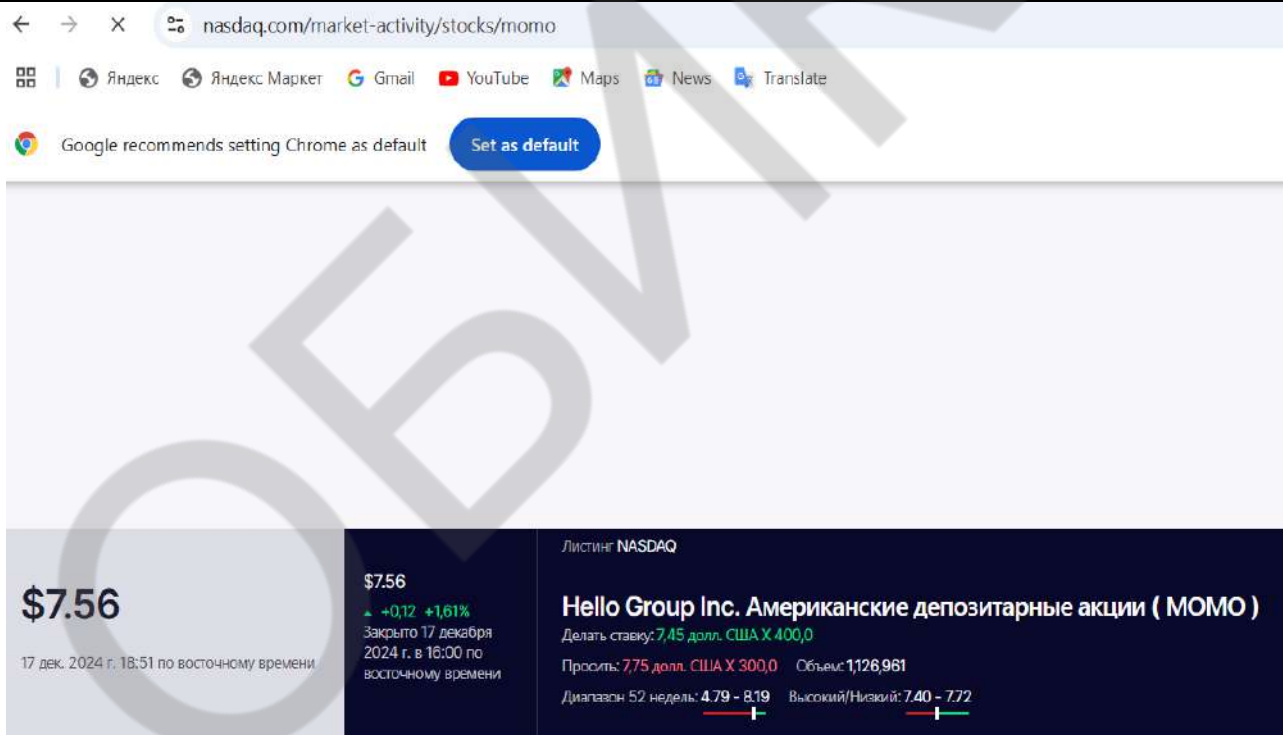 nasdaq.com/market-activity/stocks/momo
Яндекс Яндекс Маркет Gmail YouTube Maps News Translate
Google recommends setting Chrome as default Set as default
$7.56
17 дек. 2024 г. 18:51 по восточному времени
$7.56
+0,12 +1,61%
Закрыто 17 декабря
2024 г. в 16:00 по
восточному времени
Листинг NASDAQ
Hello Group Inc. Американские депозитарные акции ( MOMO )
Делать ставку: 7,45 долл. США X 400,0
Просить: 7,75 долл. США X 300,0 Объем: 1,126,961
Диапазон 52 недель: 4.79 - 8.19 Высокий/Низкий: 7.40 - 7.72